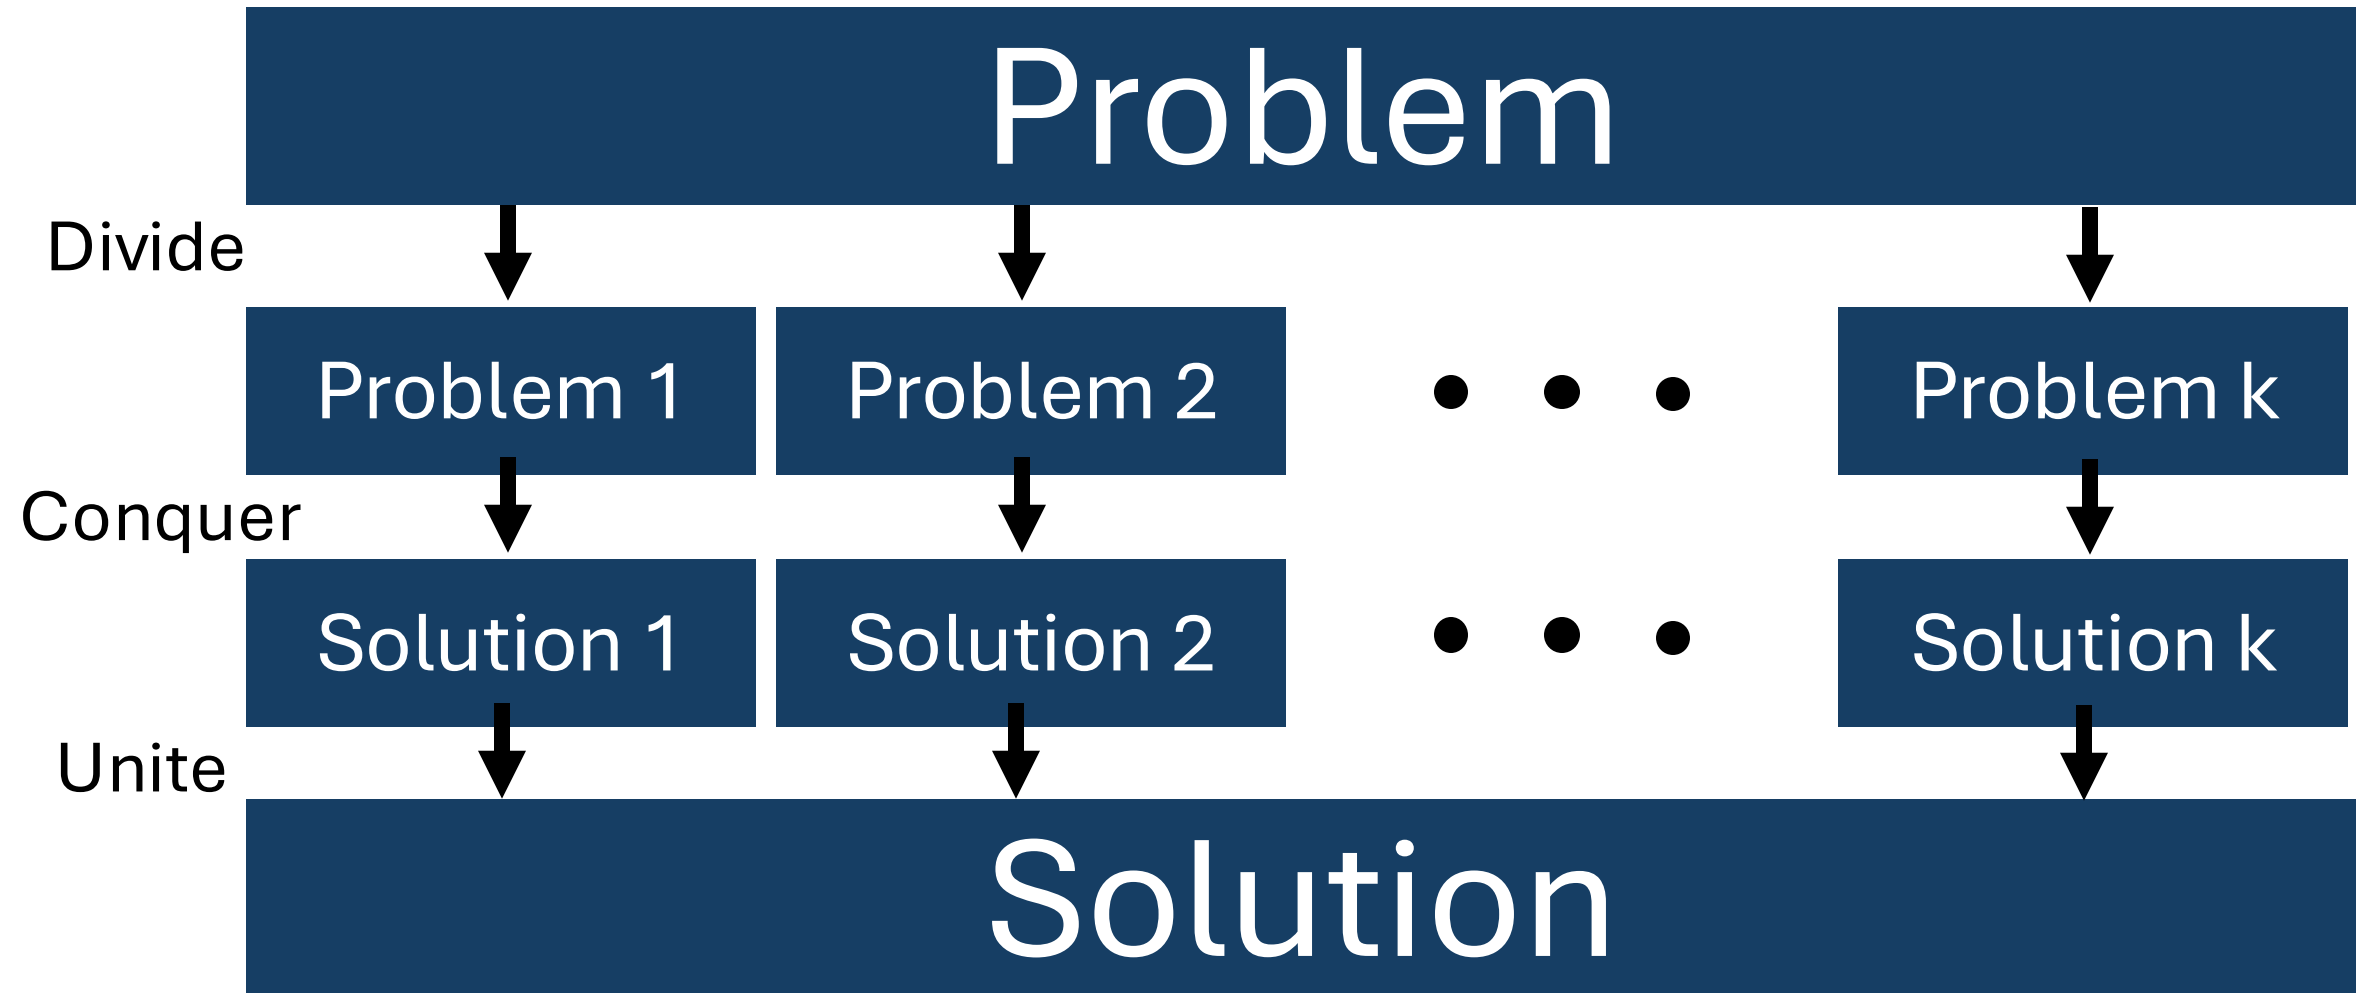 Problem
Divide
Problem 1
Problem 2
Problem k
Conquer
Solution 1
Solution 2
Solution k
Unite
Solution